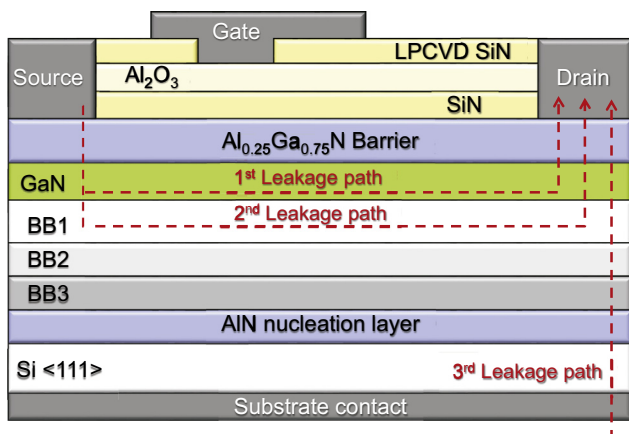 Gate
LPCVD SiN
Source
Al₂O₃
Drain
SiN
Al₀.₂₅Ga₀.₇₅N Barrier
GaN
1ˢᵗ Leakage path
2ⁿᵈ Leakage path
BB1
BB2
BB3
AlN nucleation layer
Si <111>
3ʳᵈ Leakage path
Substrate contact